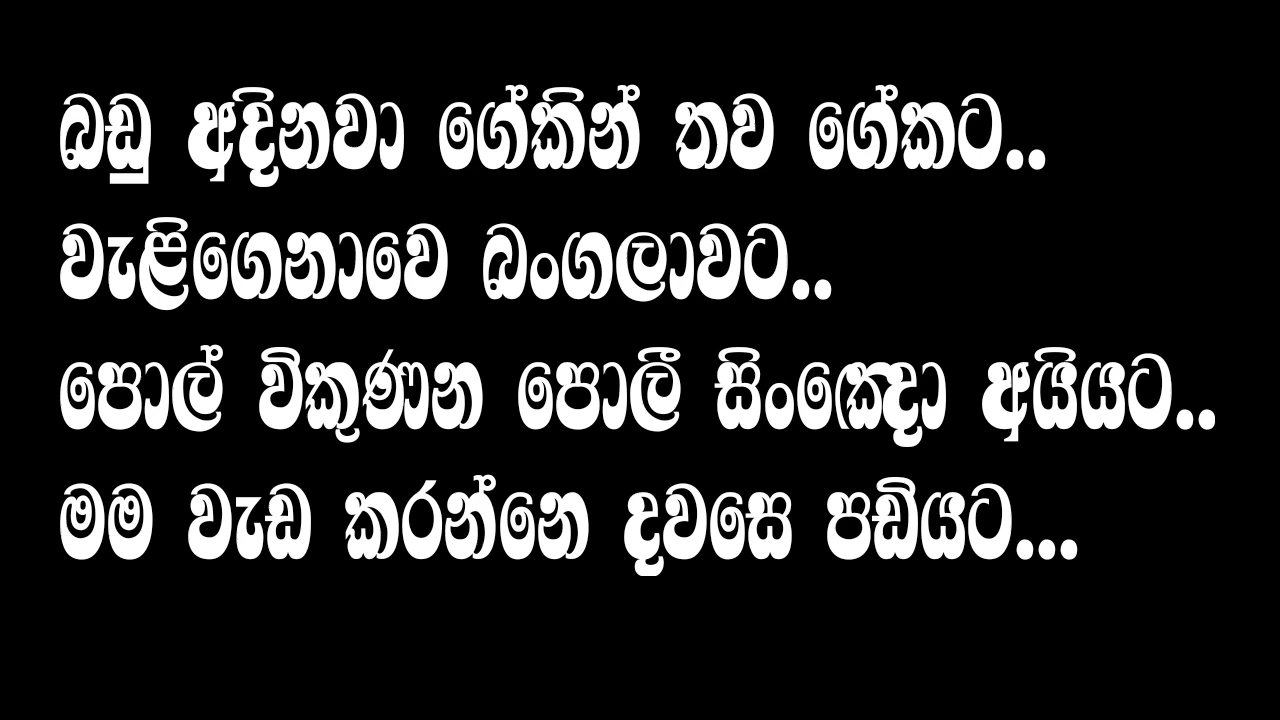 බඩු අදිනවා ගේකින් තව ගේකට..
වැළිගෙනාවෙ බංගලාවට..
පොල් විකුණන පොලී සිංඤෝ අයියට..
මම වැඩ කරන්නෙ දවසෙ පඩියට...